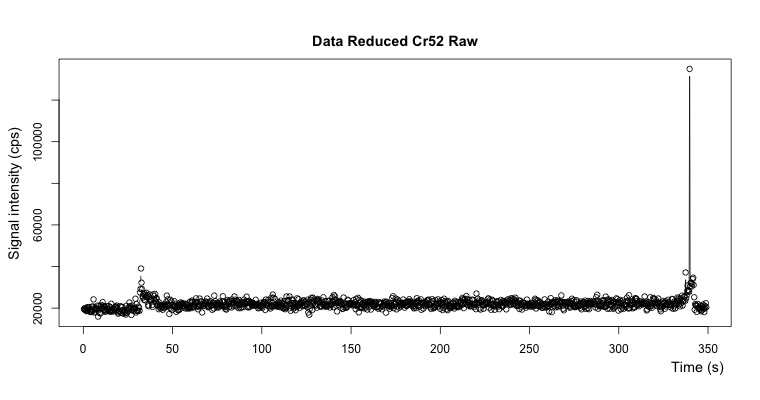 Data Reduced Cr52 Raw
Signal intensity (cps)
100000
60000
20000
0 50 100 150 200 250 300 350
Time (s)